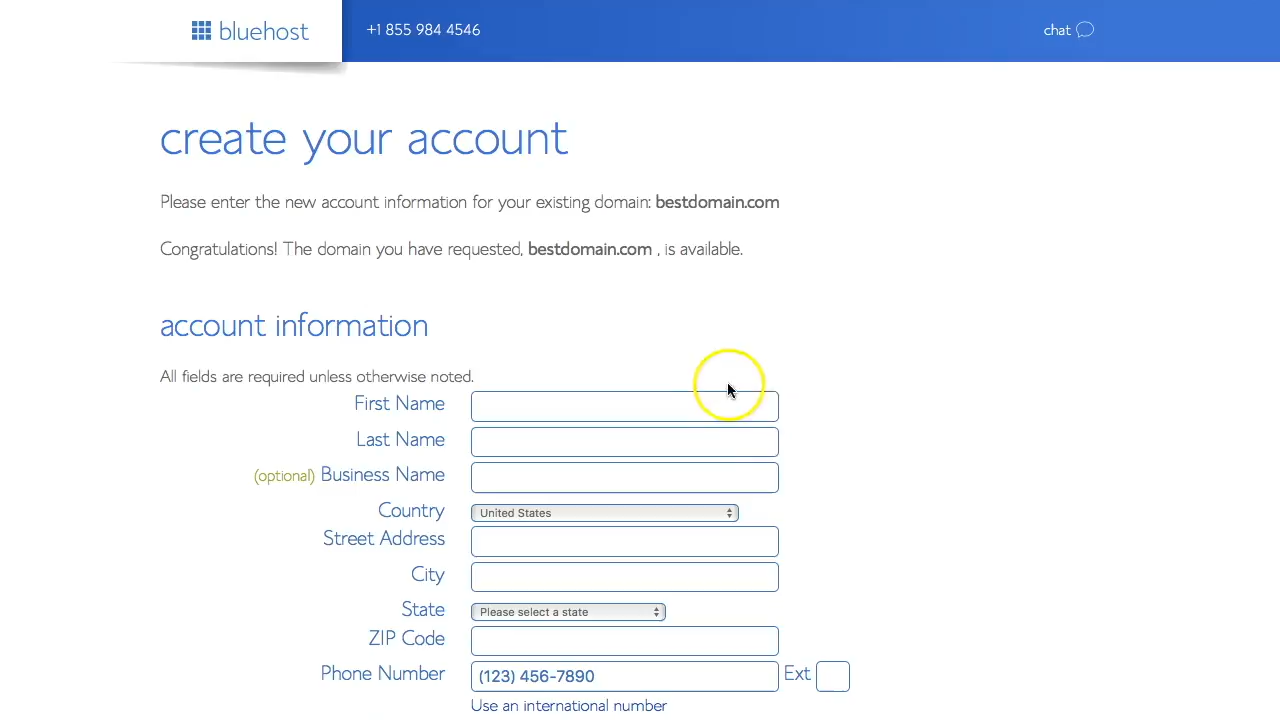 bluehost
+1 855 984 4546
chat
create your account
Please enter the new account information for your existing domain: bestdomain.com
Congratulations! The domain you have requested, bestdomain.com , is available.
account information
All fields are required unless otherwise noted.
First Name
Last Name
(optional) Business Name
Country United States
Street Address
City
State Please select a state
ZIP Code
Phone Number (123) 456-7890 Ext
Use an international number